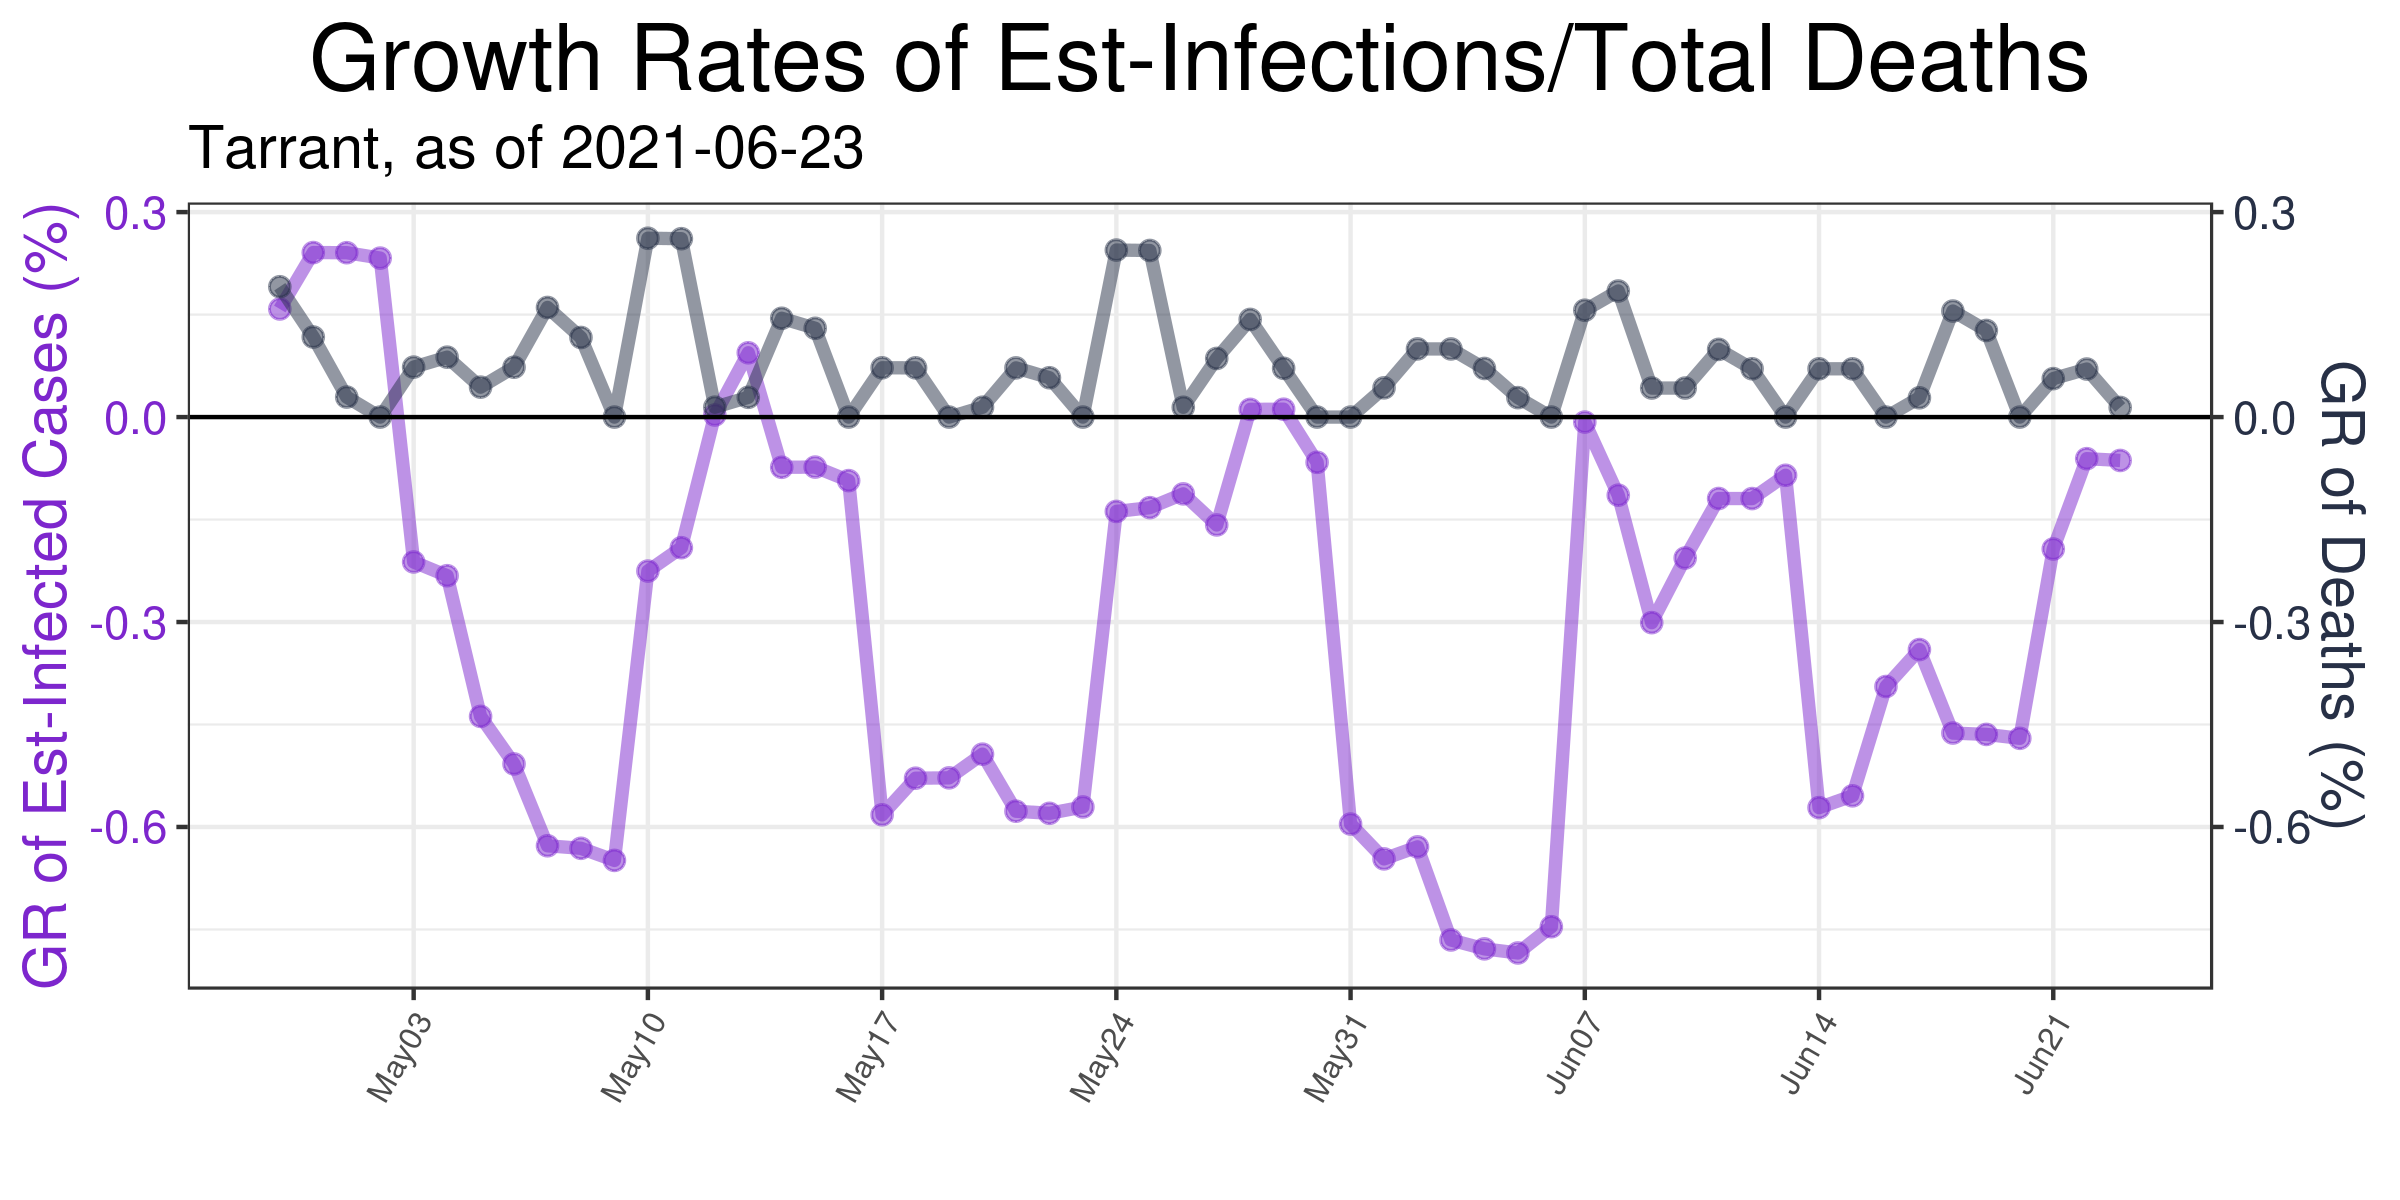 Growth Rates of Est-Infections/Total Deaths
Tarrant, as of 2021-06-23
GR of Est-Infected Cases (%)
0.3
0.0
-0.3
-0.6
0.3
0.0
-0.3
-0.6
GR of Deaths (%)
May03
May10
May17
May24
May31
Jun07
Jun14
Jun21